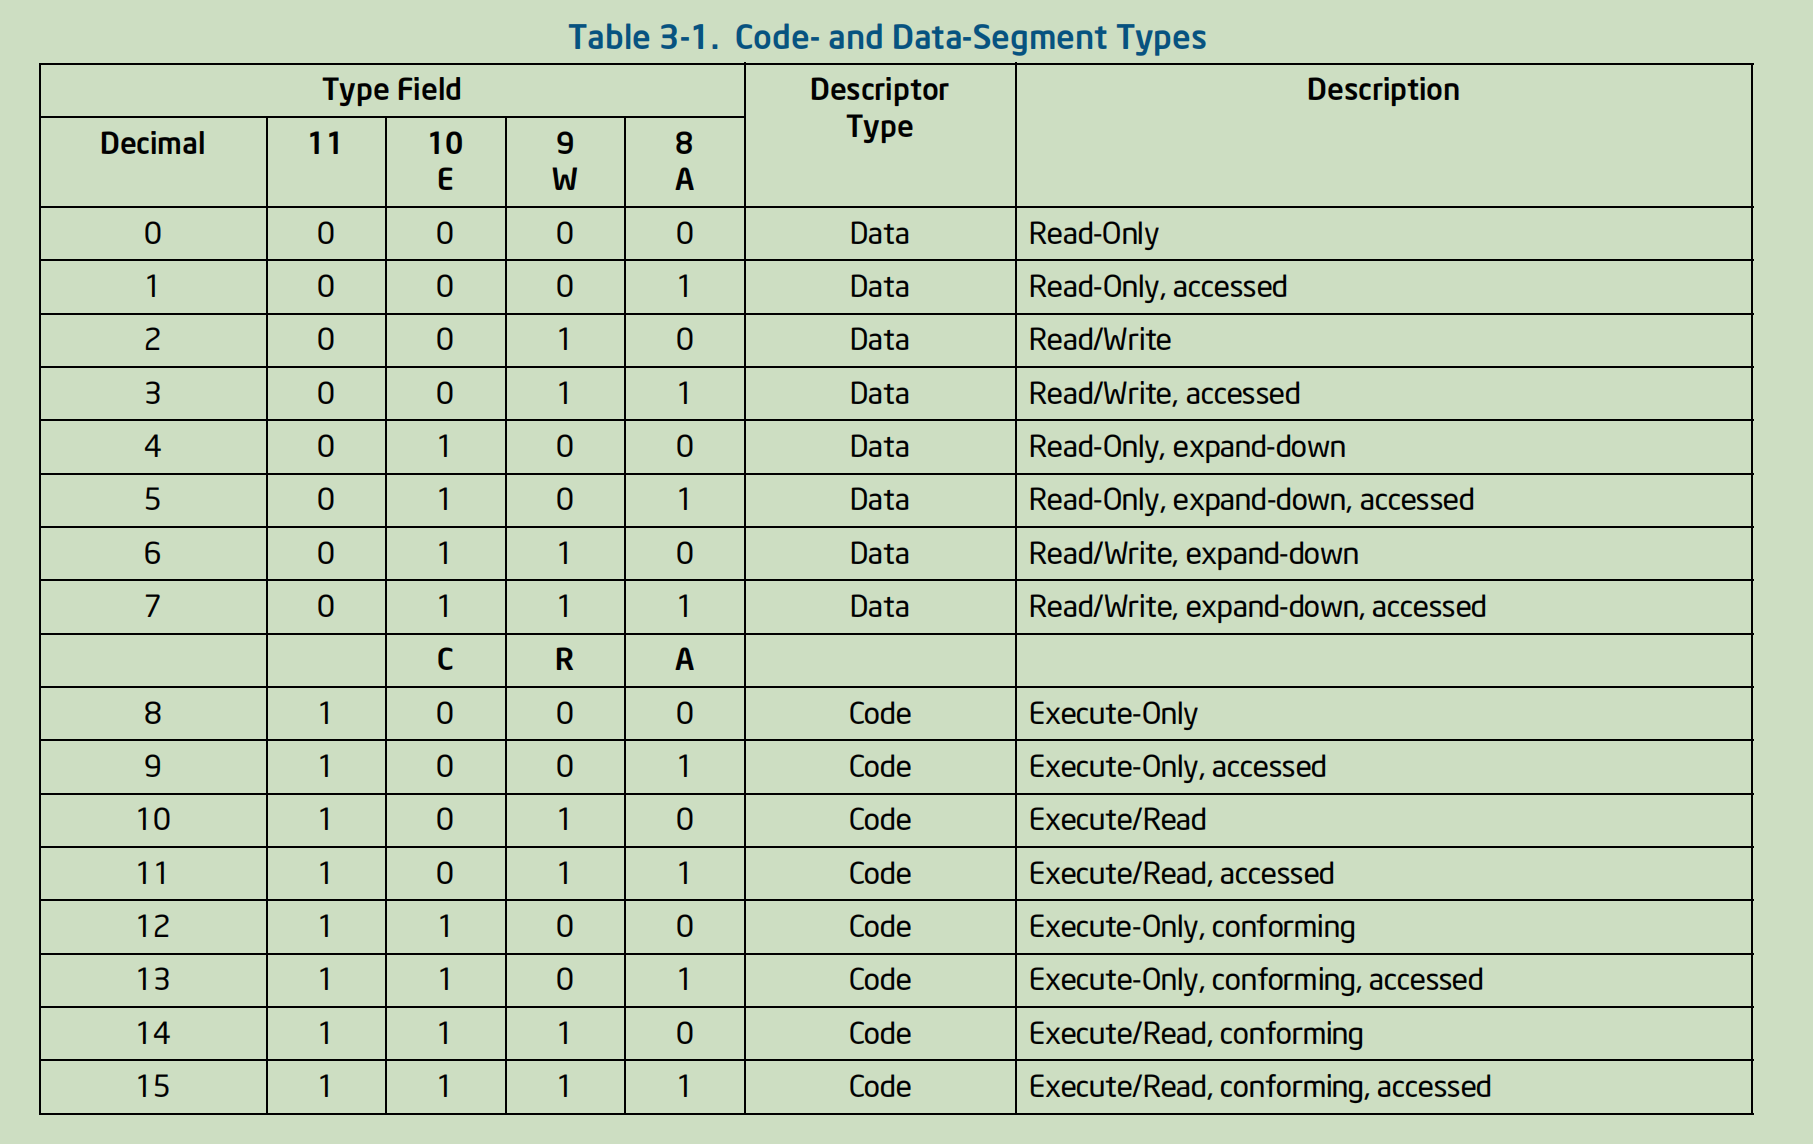 Table 3-1. Code- and Data-Segment Types
Type Field Descriptor Type Description
Decimal 11 10 E 9 W 8 A
0 0 0 0 0 Data Read-Only
1 0 0 0 1 Data Read-Only, accessed
2 0 0 1 0 Data Read/Write
3 0 0 1 1 Data Read/Write, accessed
4 0 1 0 0 Data Read-Only, expand-down
5 0 1 0 1 Data Read-Only, expand-down, accessed
6 0 1 1 0 Data Read/Write, expand-down
7 0 1 1 1 Data Read/Write, expand-down, accessed
C R A
8 1 0 0 0 Code Execute-Only
9 1 0 0 1 Code Execute-Only, accessed
10 1 0 1 0 Code Execute/Read
11 1 0 1 1 Code Execute/Read, accessed
12 1 1 0 0 Code Execute-Only, conforming
13 1 1 0 1 Code Execute-Only, conforming, accessed
14 1 1 1 0 Code Execute/Read, conforming
15 1 1 1 1 Code Execute/Read, conforming, accessed